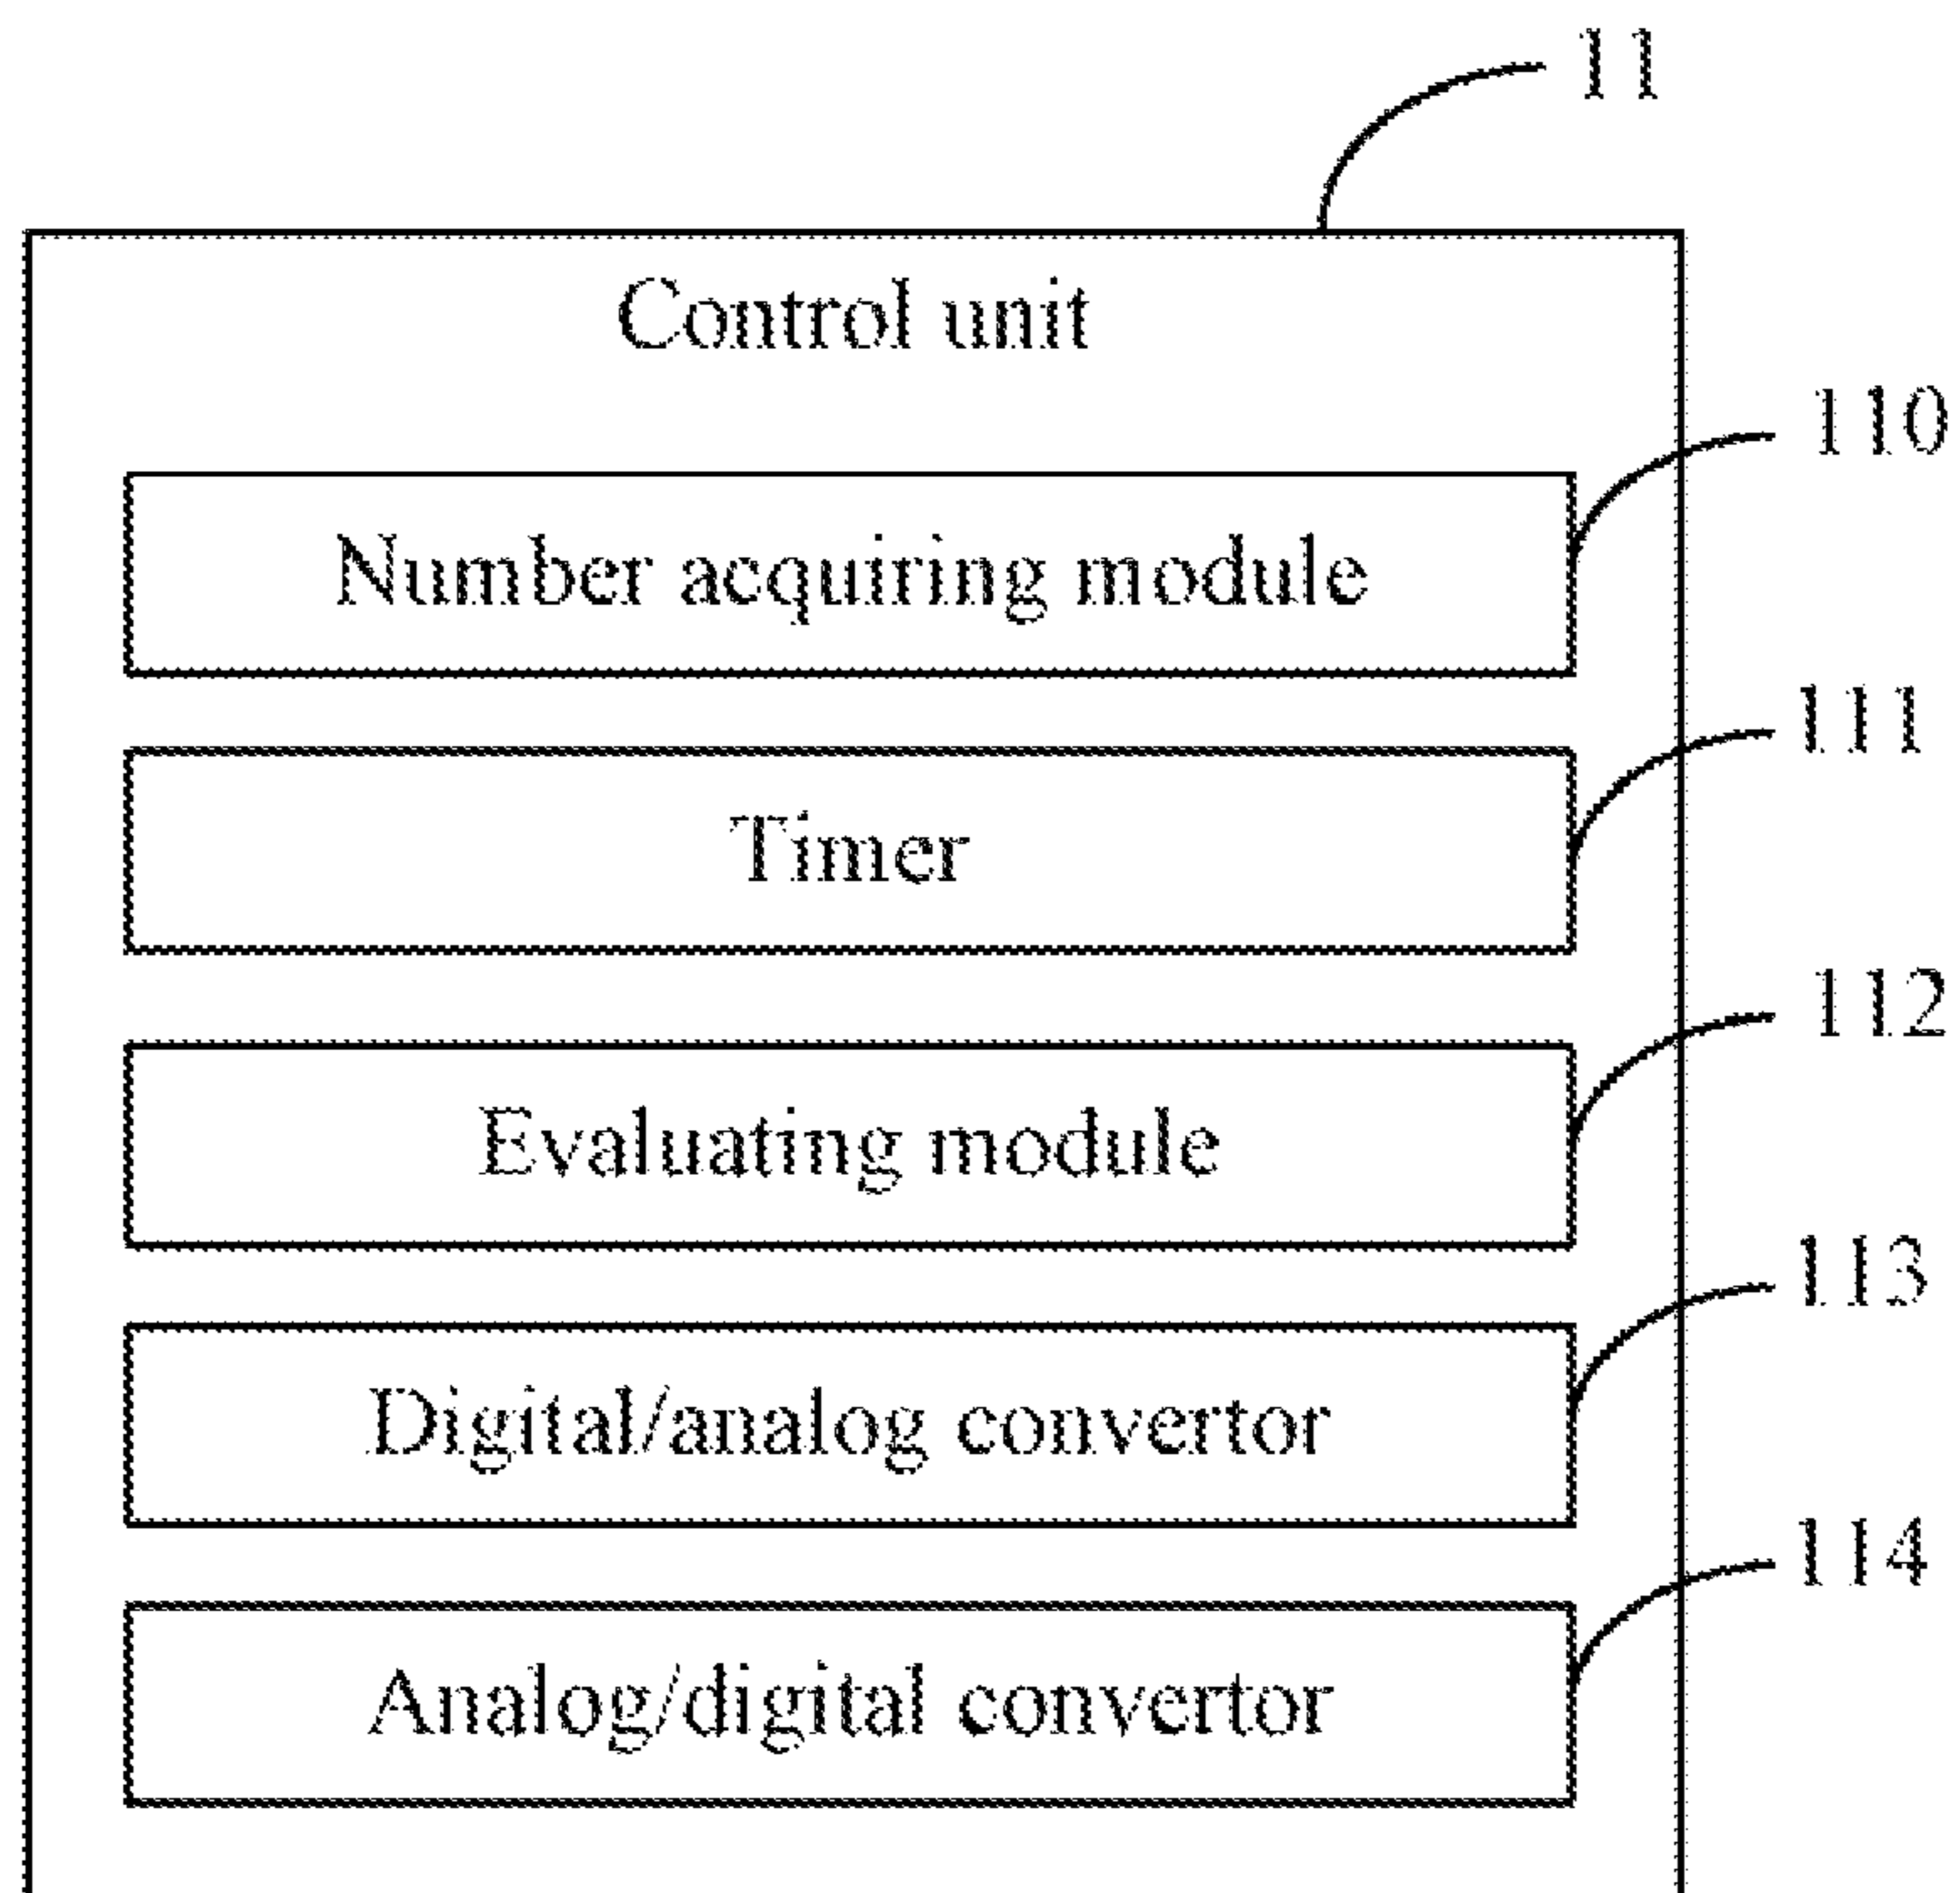 11
Control unit
110
Number acquiring module
111
Timer
112
Evaluating module
113
Digital/analog convertor
114
Analog/digital convertor